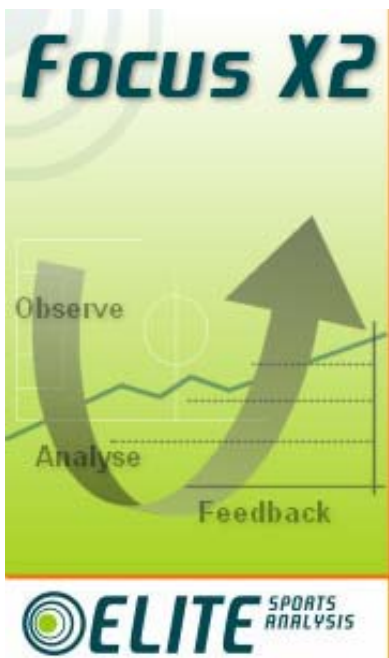 Focus X2
Observe
Analyse
Feedback
ELITE SPORTS
ANALYSIS